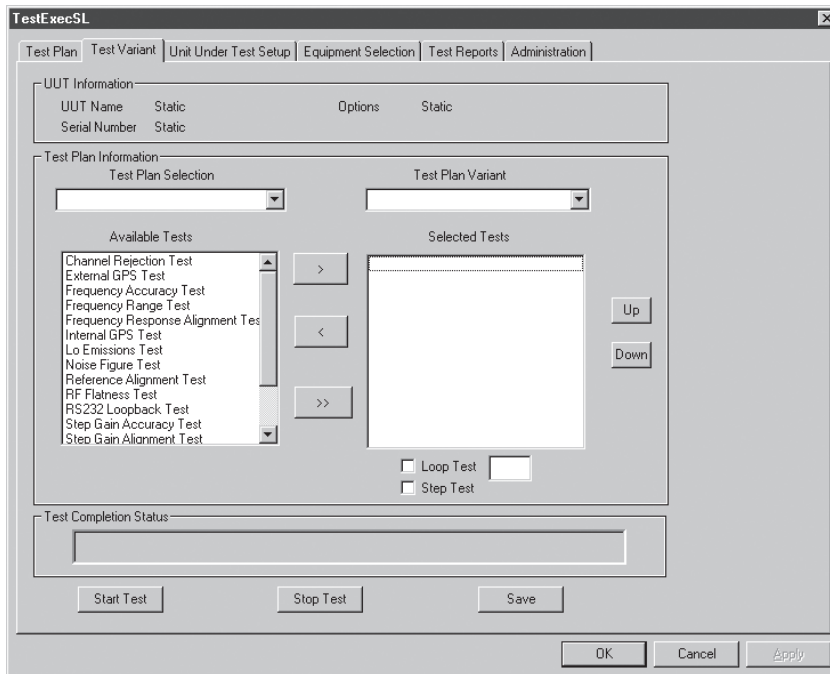 TestExecSL
Test Plan Test Variant Unit Under Test Setup Equipment Selection Test Reports Administration
UUT Information
UUT Name Static Options Static
Serial Number Static
Test Plan Information
Test Plan Selection Test Plan Variant
Available Tests Selected Tests
Channel Rejection Test
External GPS Test
Frequency Accuracy Test
Frequency Range Test
Frequency Response Alignment Tes
Internal GPS Test
Lo Emissions Test
Noise Figure Test
Reference Alignment Test
RF Flatness Test
RS232 Loopback Test
Step Gain Accuracy Test
Step Gain Alignment Test
>
<
>>
Up
Down
Loop Test
Step Test
Test Completion Status
Start Test Stop Test Save
OK Cancel Apply